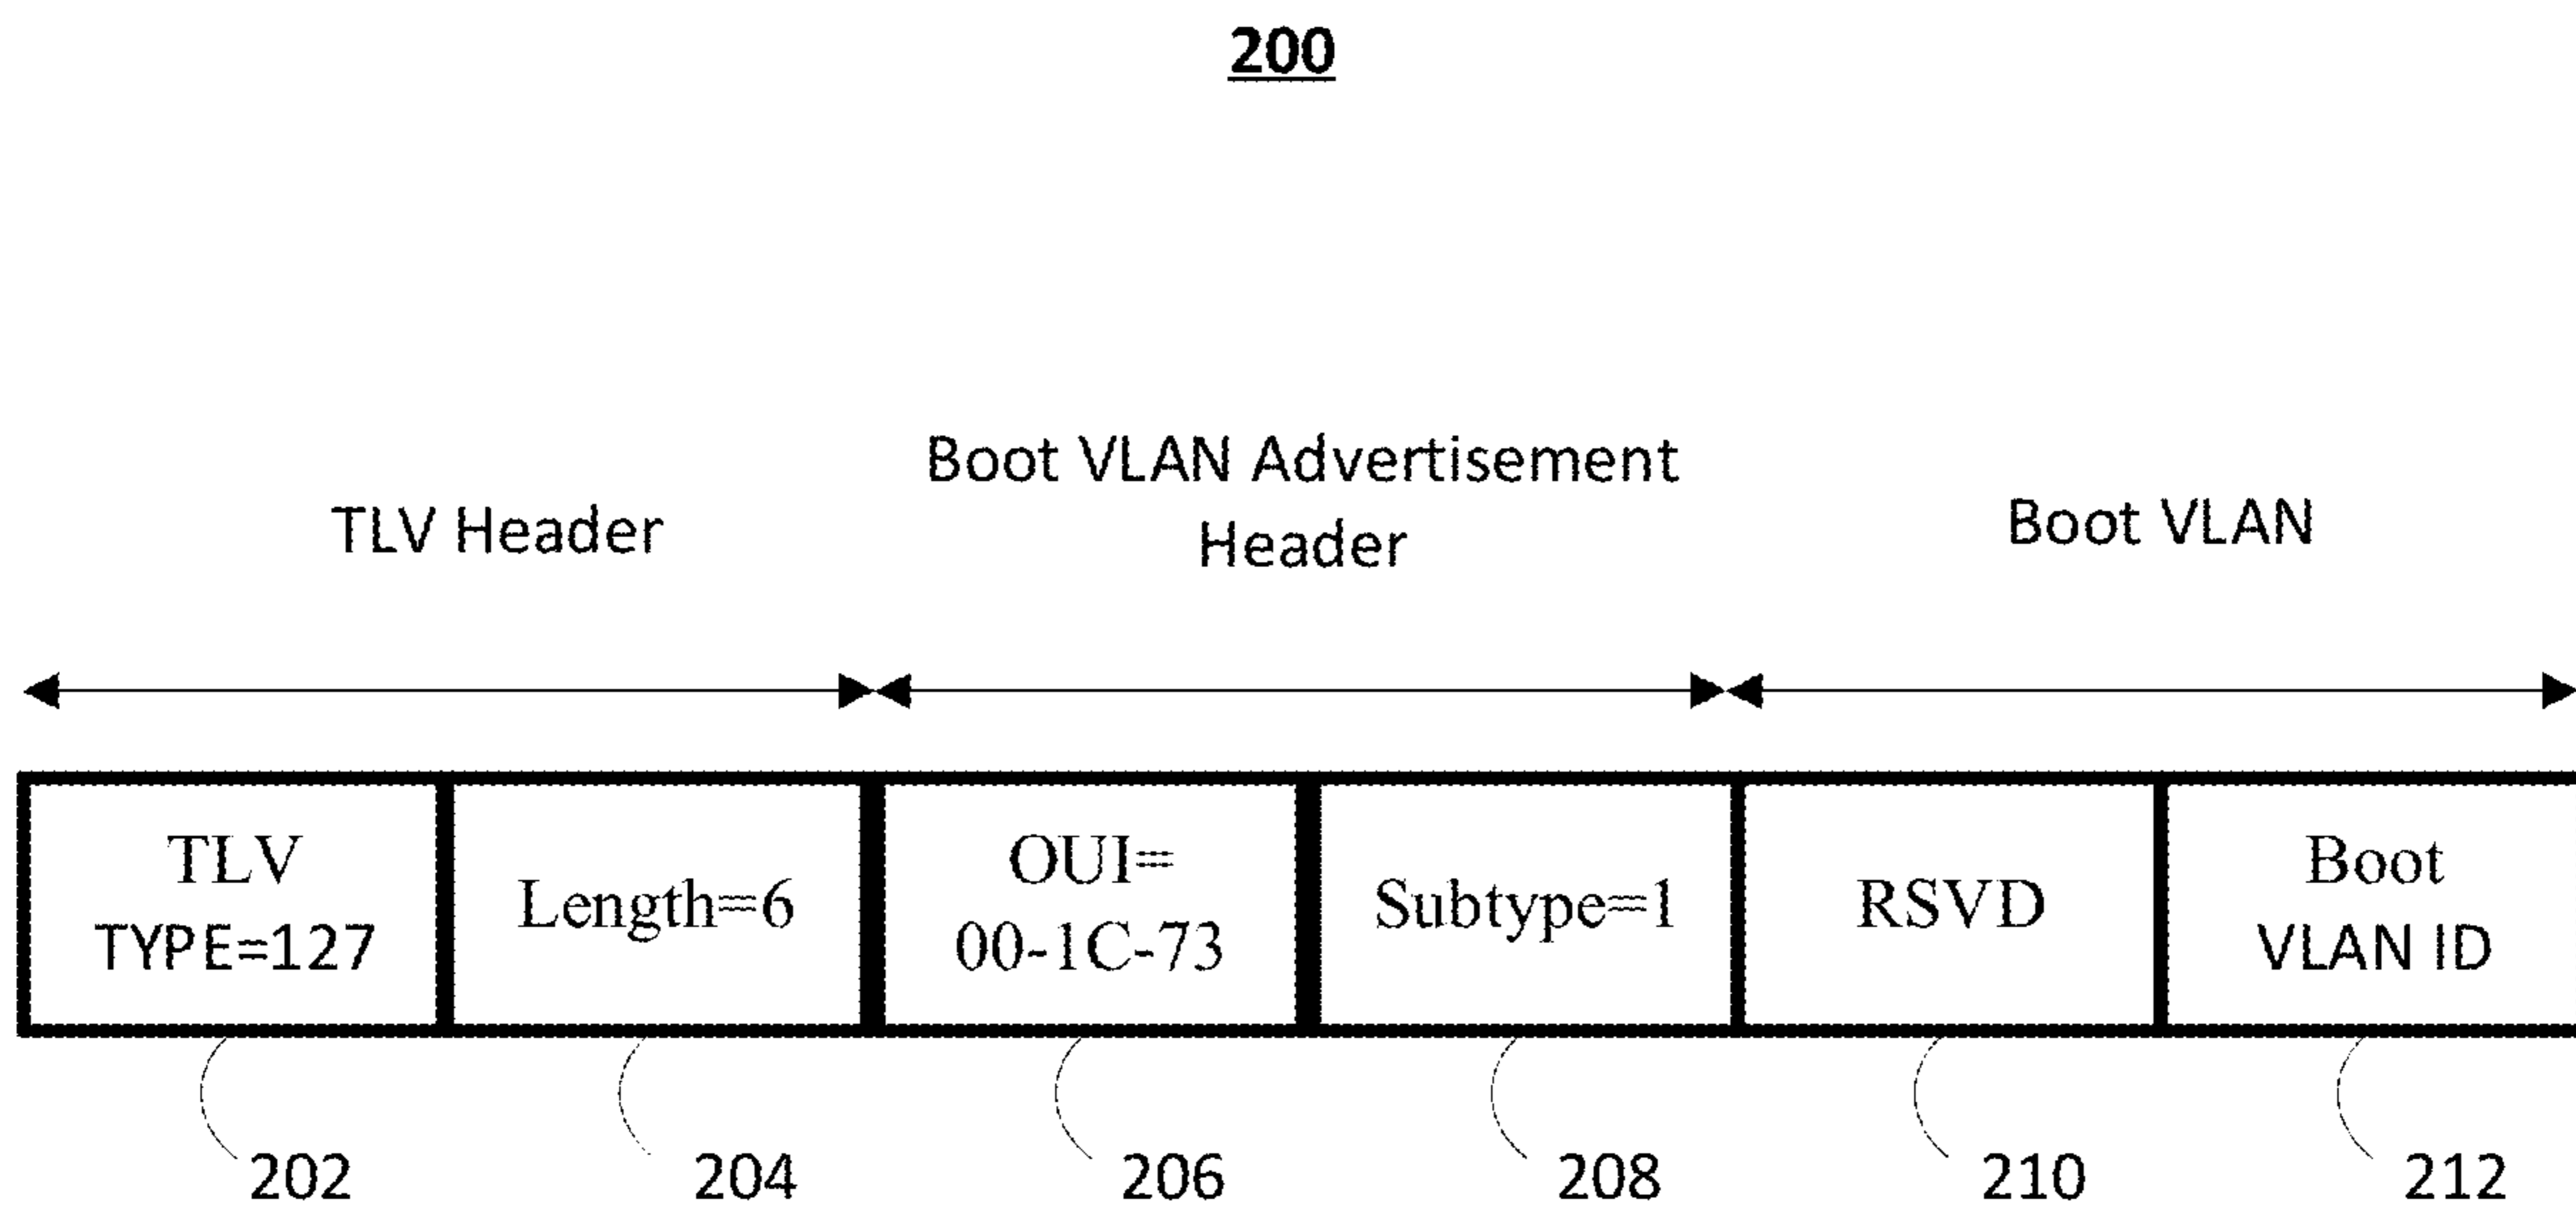 200
Boot VLAN Advertisement
TLV Header
Header
Boot VLAN
TLV
TYPE=127
Length=6
OUI=
00-1C-73
Subtype=1
RSVD
Boot
VLAN ID
202
204
206
208
210
212